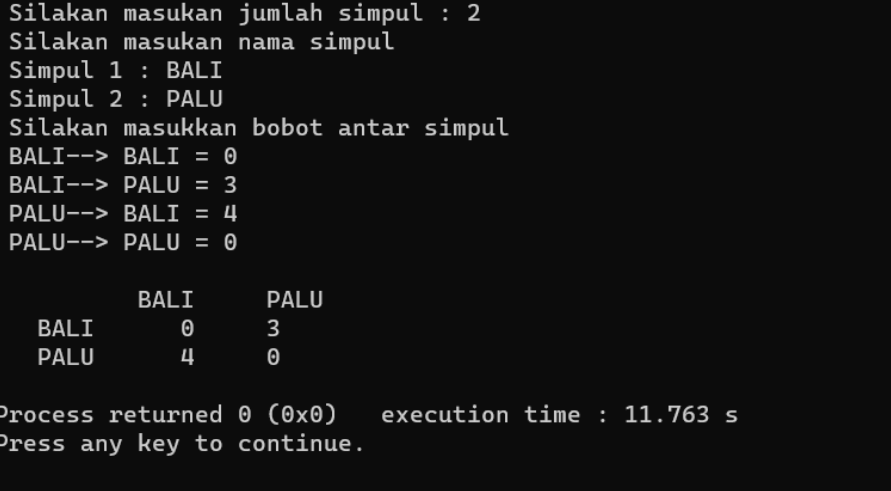 Silakan masukan jumlah simpul : 2
Silakan masukan nama simpul
Simpul 1 : BALI
Simpul 2 : PALU
Silakan masukkan bobot antar simpul
BALI--> BALI = 0
BALI--> PALU = 3
PALU--> BALI = 4
PALU--> PALU = 0
BALI PALU
BALI 0 3
PALU 4 0
Process returned 0 (0x0) execution time : 11.763 s
Press any key to continue.